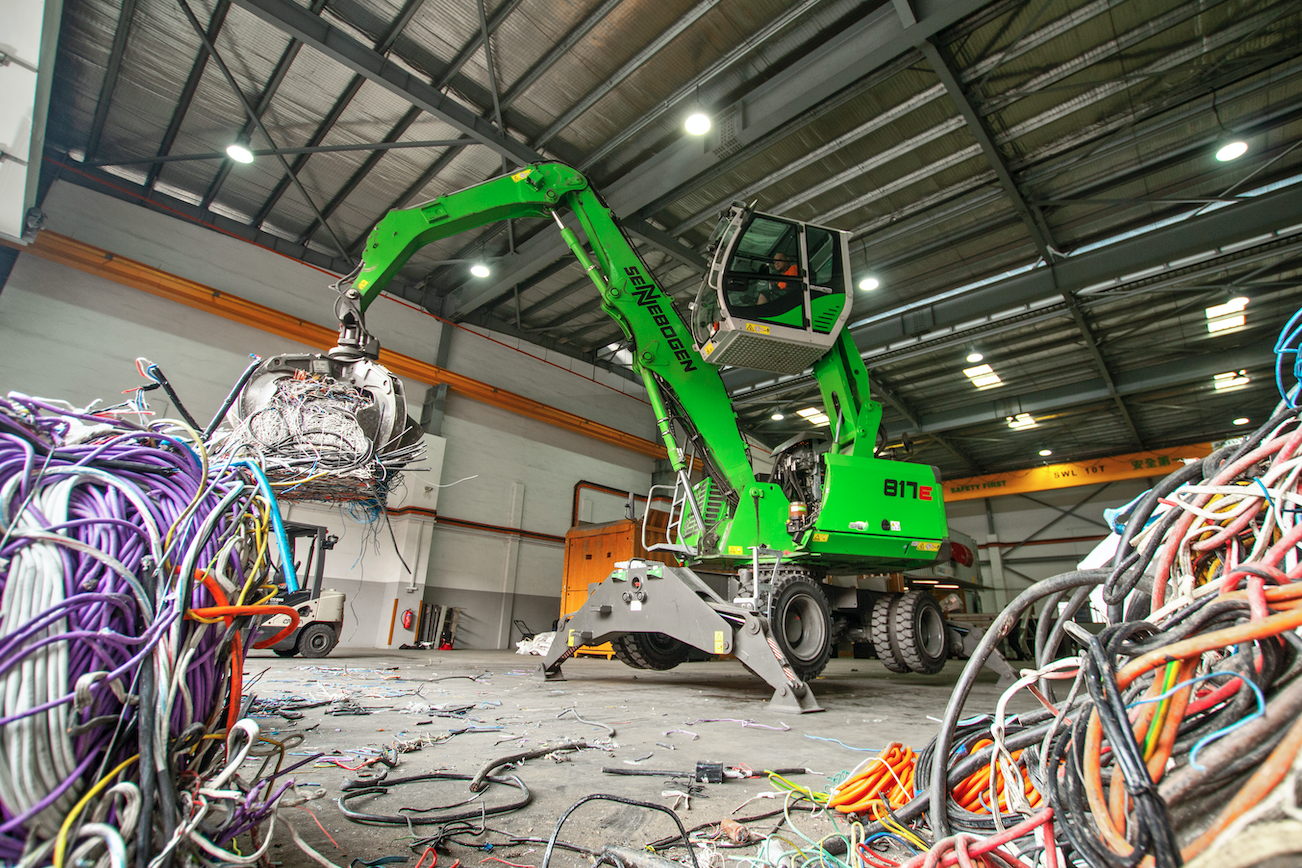 SENNEBOGEN
817E
SAFETY FIRST
SWL 10T
安全第一